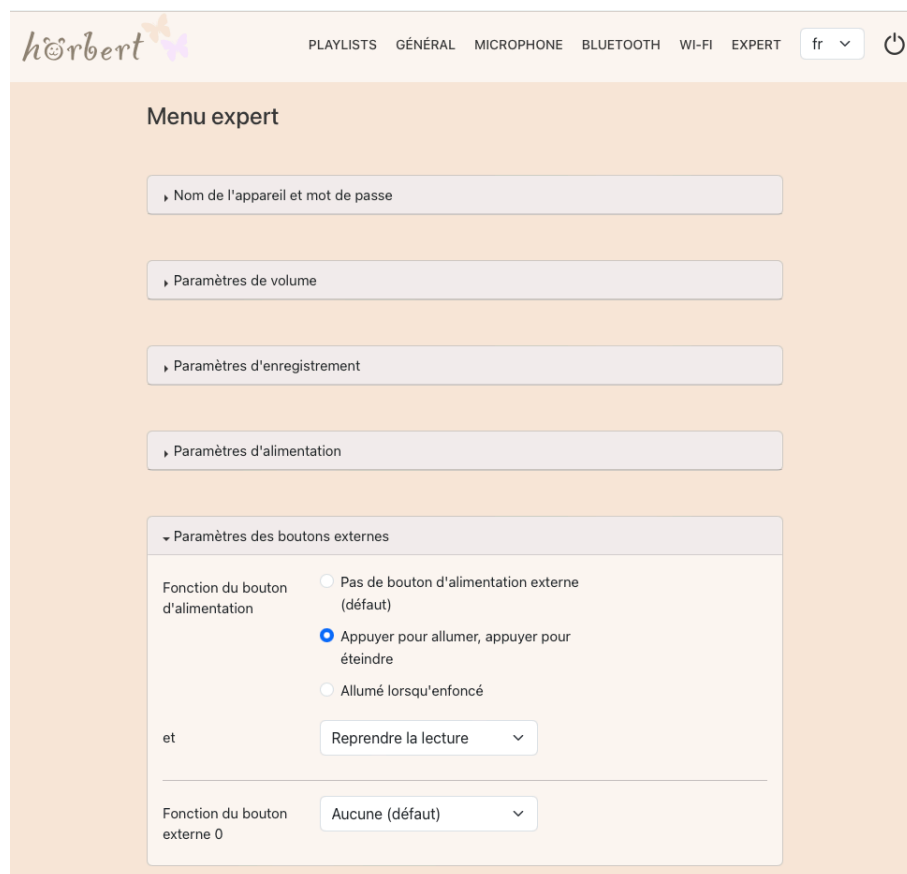 hörbert
PLAYLISTS GÉNÉRAL MICROPHONE BLUETOOTH WI-FI EXPERT fr
Menu expert
Nom de l'appareil et mot de passe
Paramètres de volume
Paramètres d'enregistrement
Paramètres d'alimentation
Paramètres des boutons externes
Fonction du bouton
d'alimentation
Pas de bouton d'alimentation externe
(défaut)
Appuyer pour allumer, appuyer pour
éteindre
Allumé lorsqu'enfoncé
et
Reprendre la lecture
Fonction du bouton
externe 0
Aucune (défaut)